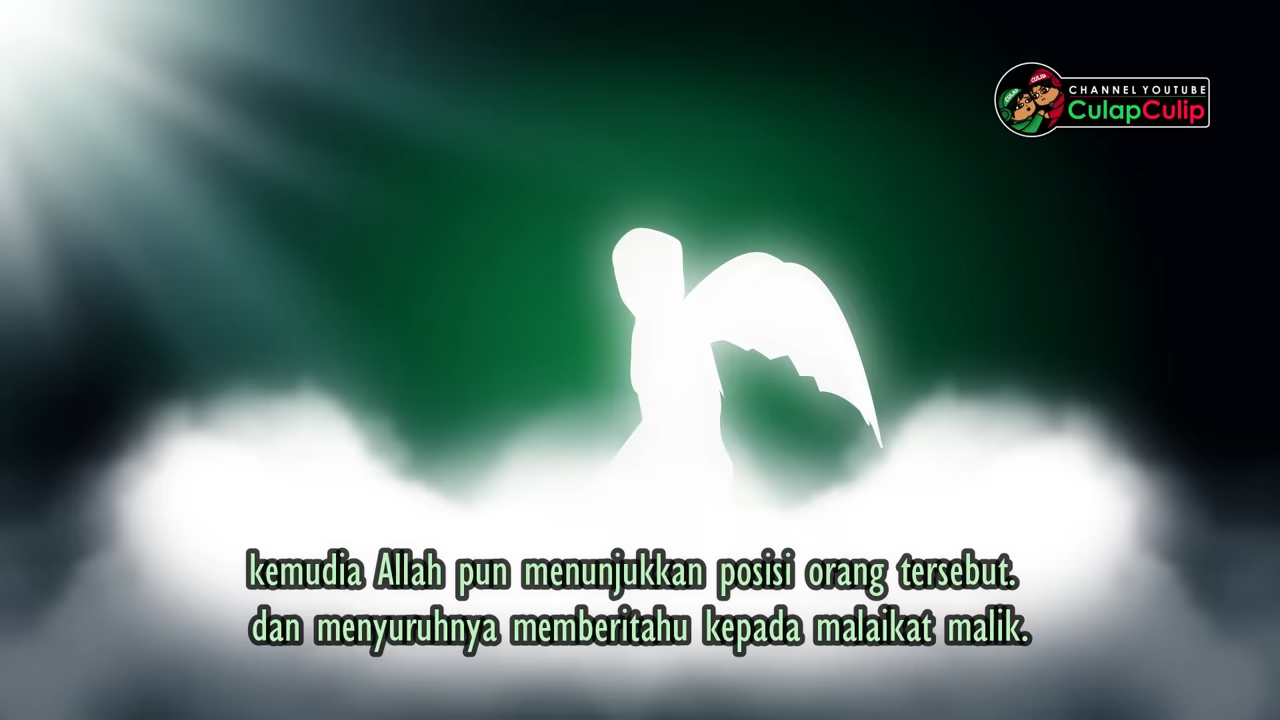 CHANNEL YOUTUBE
CulapCulip
kemudia Allah pun menunjukkan posisi orang tersebut.
dan menyuruhnya memberitahu kepada malaikat malik.